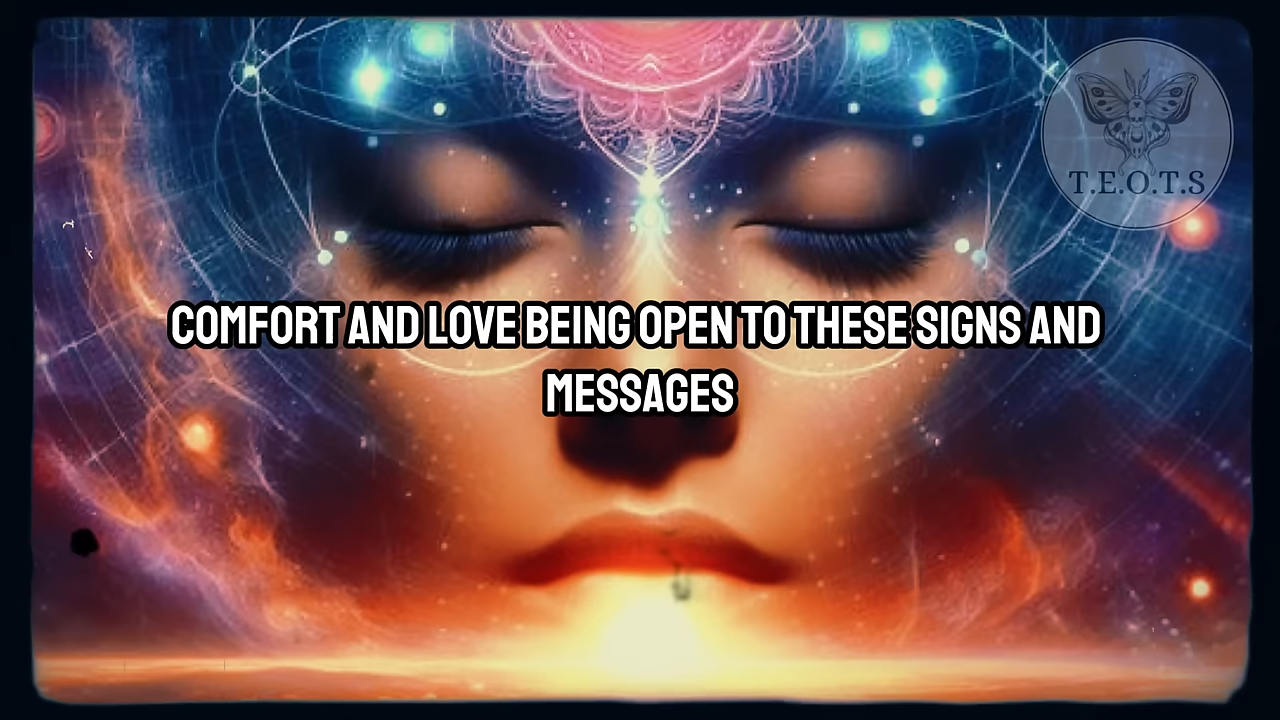 T.E.O.T.S
COMFORT AND LOVE BEING OPEN TO THESE SIGNS AND
MESSAGES